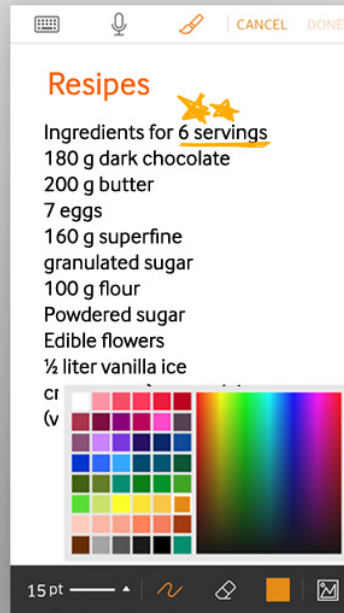 CANCEL DONE
Resipes
Ingredients for 6 servings
180 g dark chocolate
200 g butter
7 eggs
160 g superfine
granulated sugar
100 g flour
Powdered sugar
Edible flowers
½ liter vanilla ice
15 pt